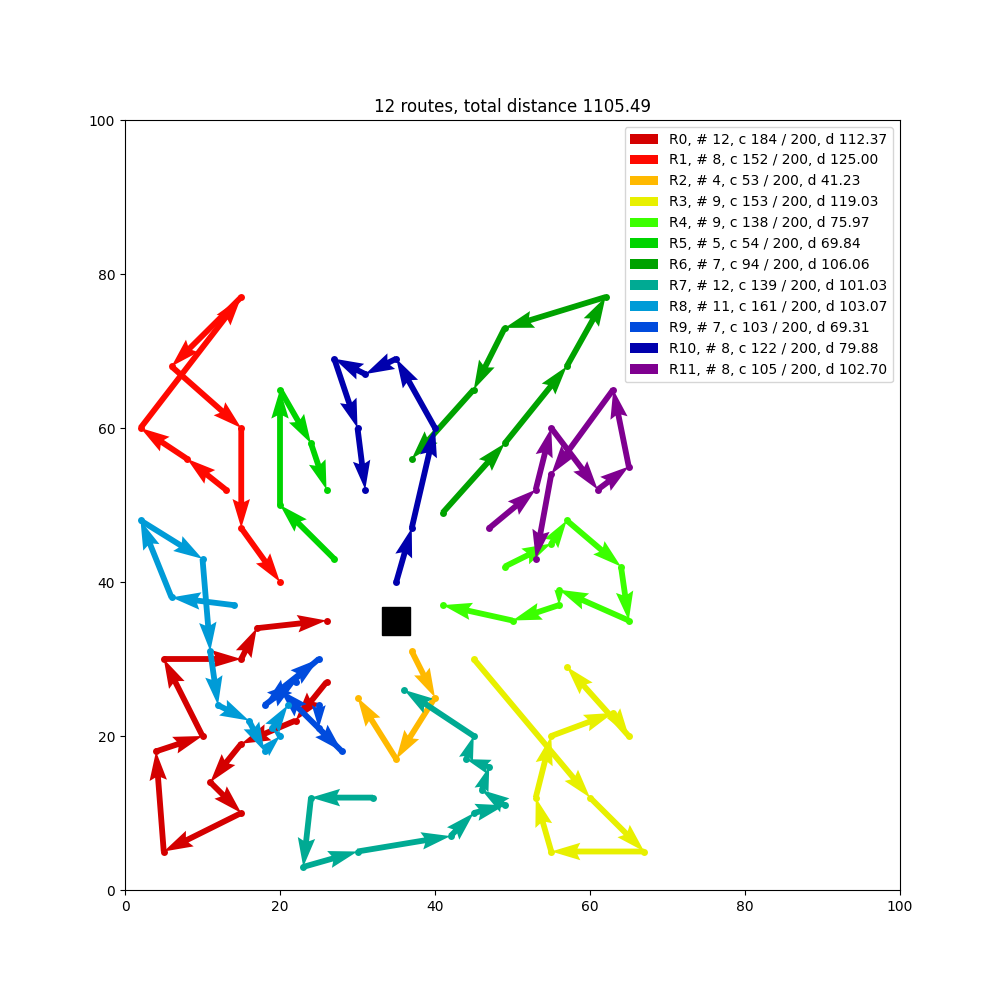 12 routes, total distance 1105.49
R0, # 12, c 184 / 200, d 112.37
R1, # 8, c 152 / 200, d 125.00
R2, # 4, c 53 / 200, d 41.23
R3, # 9, c 153 / 200, d 119.03
R4, # 9, c 138 / 200, d 75.97
R5, # 5, c 54 / 200, d 69.84
R6, # 7, c 94 / 200, d 106.06
R7, # 12, c 139 / 200, d 101.03
R8, # 11, c 161 / 200, d 103.07
R9, # 7, c 103 / 200, d 69.31
R10, # 8, c 122 / 200, d 79.88
R11, # 8, c 105 / 200, d 102.70
100
80
60
40
20
0
0 20 40 60 80 100